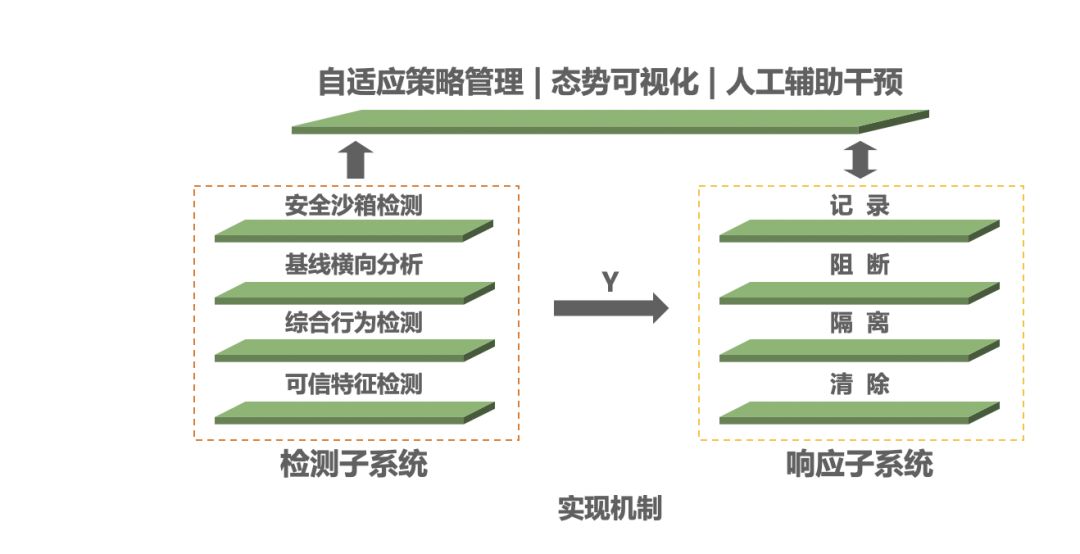 自适应策略管理 | 态势可视化 | 人工辅助干预
安全沙箱检测
基线横向分析
综合行为检测
可信特征检测
检测子系统
Y
记 录
阻 断
隔 离
清 除
响应子系统
实现机制